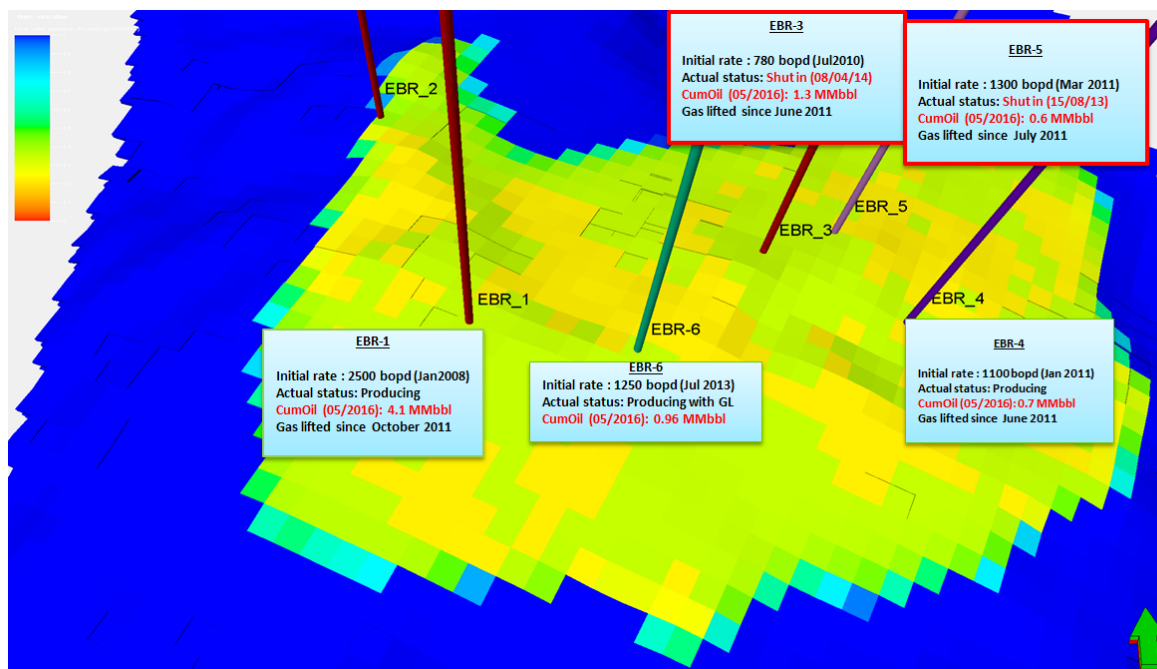 EBR-3
Initial rate : 780 bopd (Jul2010)
Actual status: Shut in (08/04/14)
CumOil (05/2016): 1.3 MMbbl
Gas lifted since June 2011
EBR-5
Initial rate : 1300 bopd (Mar 2011)
Actual status: Shut in (15/08/13)
CumOil (05/2016): 0.6 MMbbl
Gas lifted since July 2011
EBR_2
EBR_5
EBR_3
EBR_1
EBR_4
EBR-6
EBR-1
Initial rate : 2500 bopd (Jan2008)
Actual status: Producing
CumOil (05/2016): 4.1 MMbbl
Gas lifted since October 2011
EBR-6
Initial rate : 1250 bopd (Jul 2013)
Actual status: Producing with GL
CumOil (05/2016): 0.96 MMbbl
EBR-4
Initial rate : 1100 bopd (Jan 2011)
Actual status: Producing
CumOil (05/2016): 0.7 MMbbl
Gas lifted since June 2011